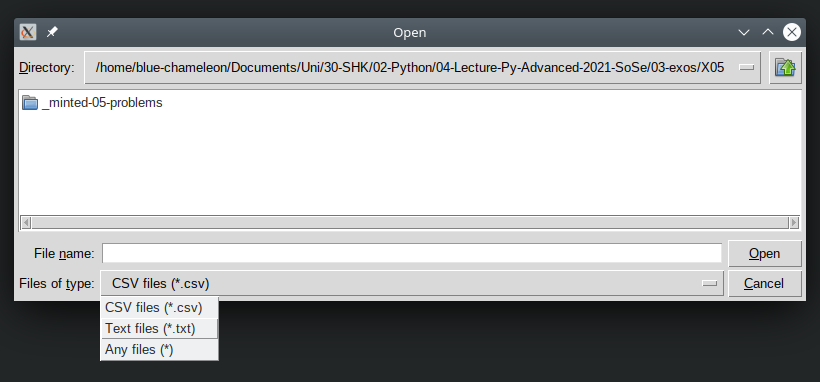 Open
Directory: /home/blue-chameleon/Documents/Uni/30-SHK/02-Python/04-Lecture-Py-Advanced-2021-SoSe/03-exos/X05
_minted-05-problems
File name: Open
Files of type: CSV files (*.csv) Cancel
CSV files (*.csv)
Text files (*.txt)
Any files (*)